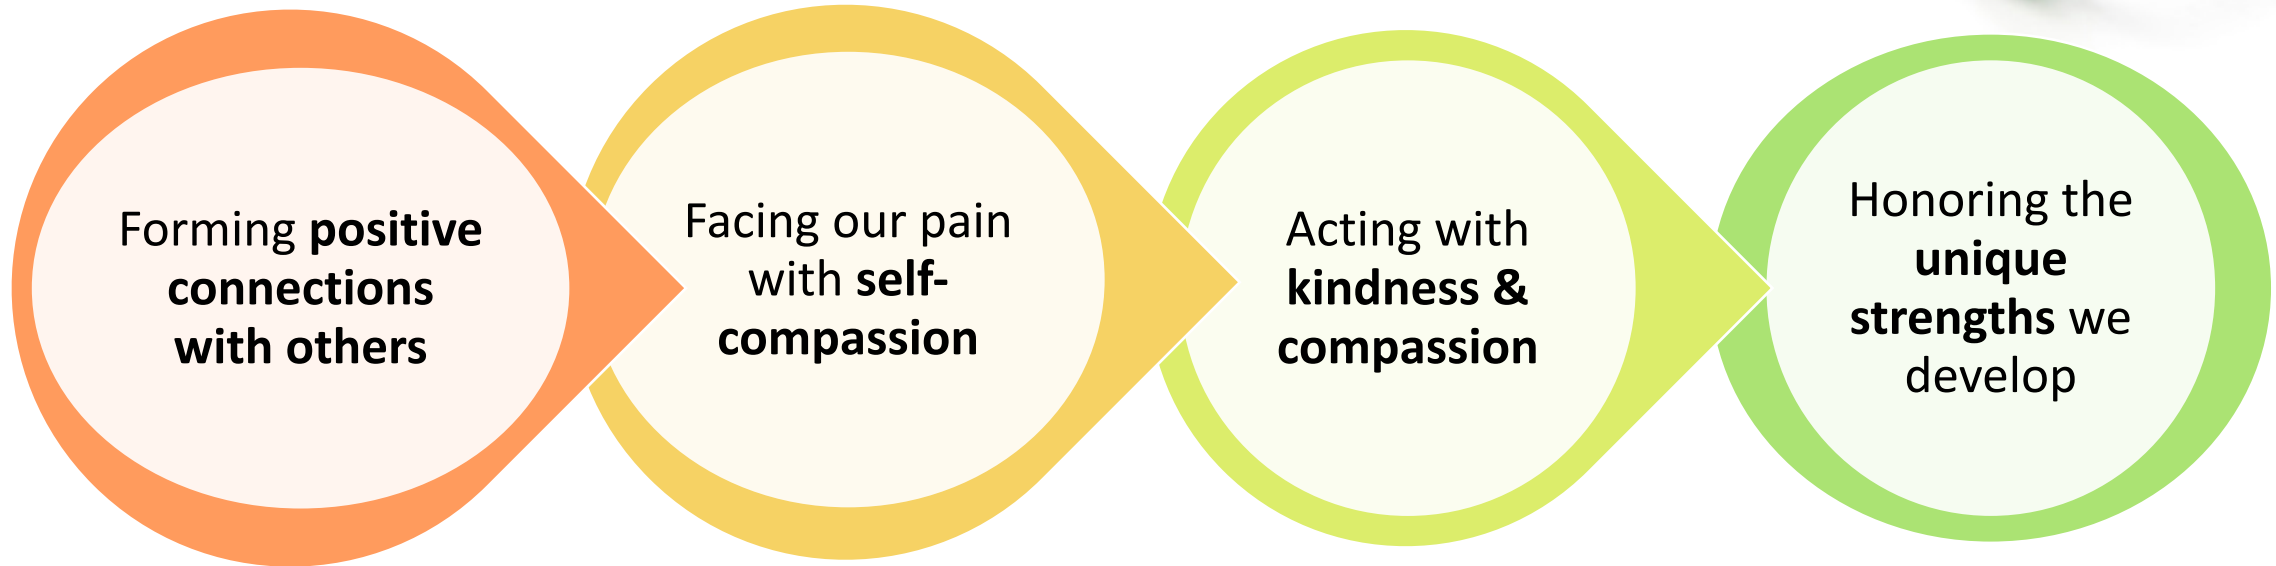 Forming positive
connections
with others
Facing our pain
with self-
compassion
Acting with
kindness &
compassion
Honoring the
unique
strengths we
develop